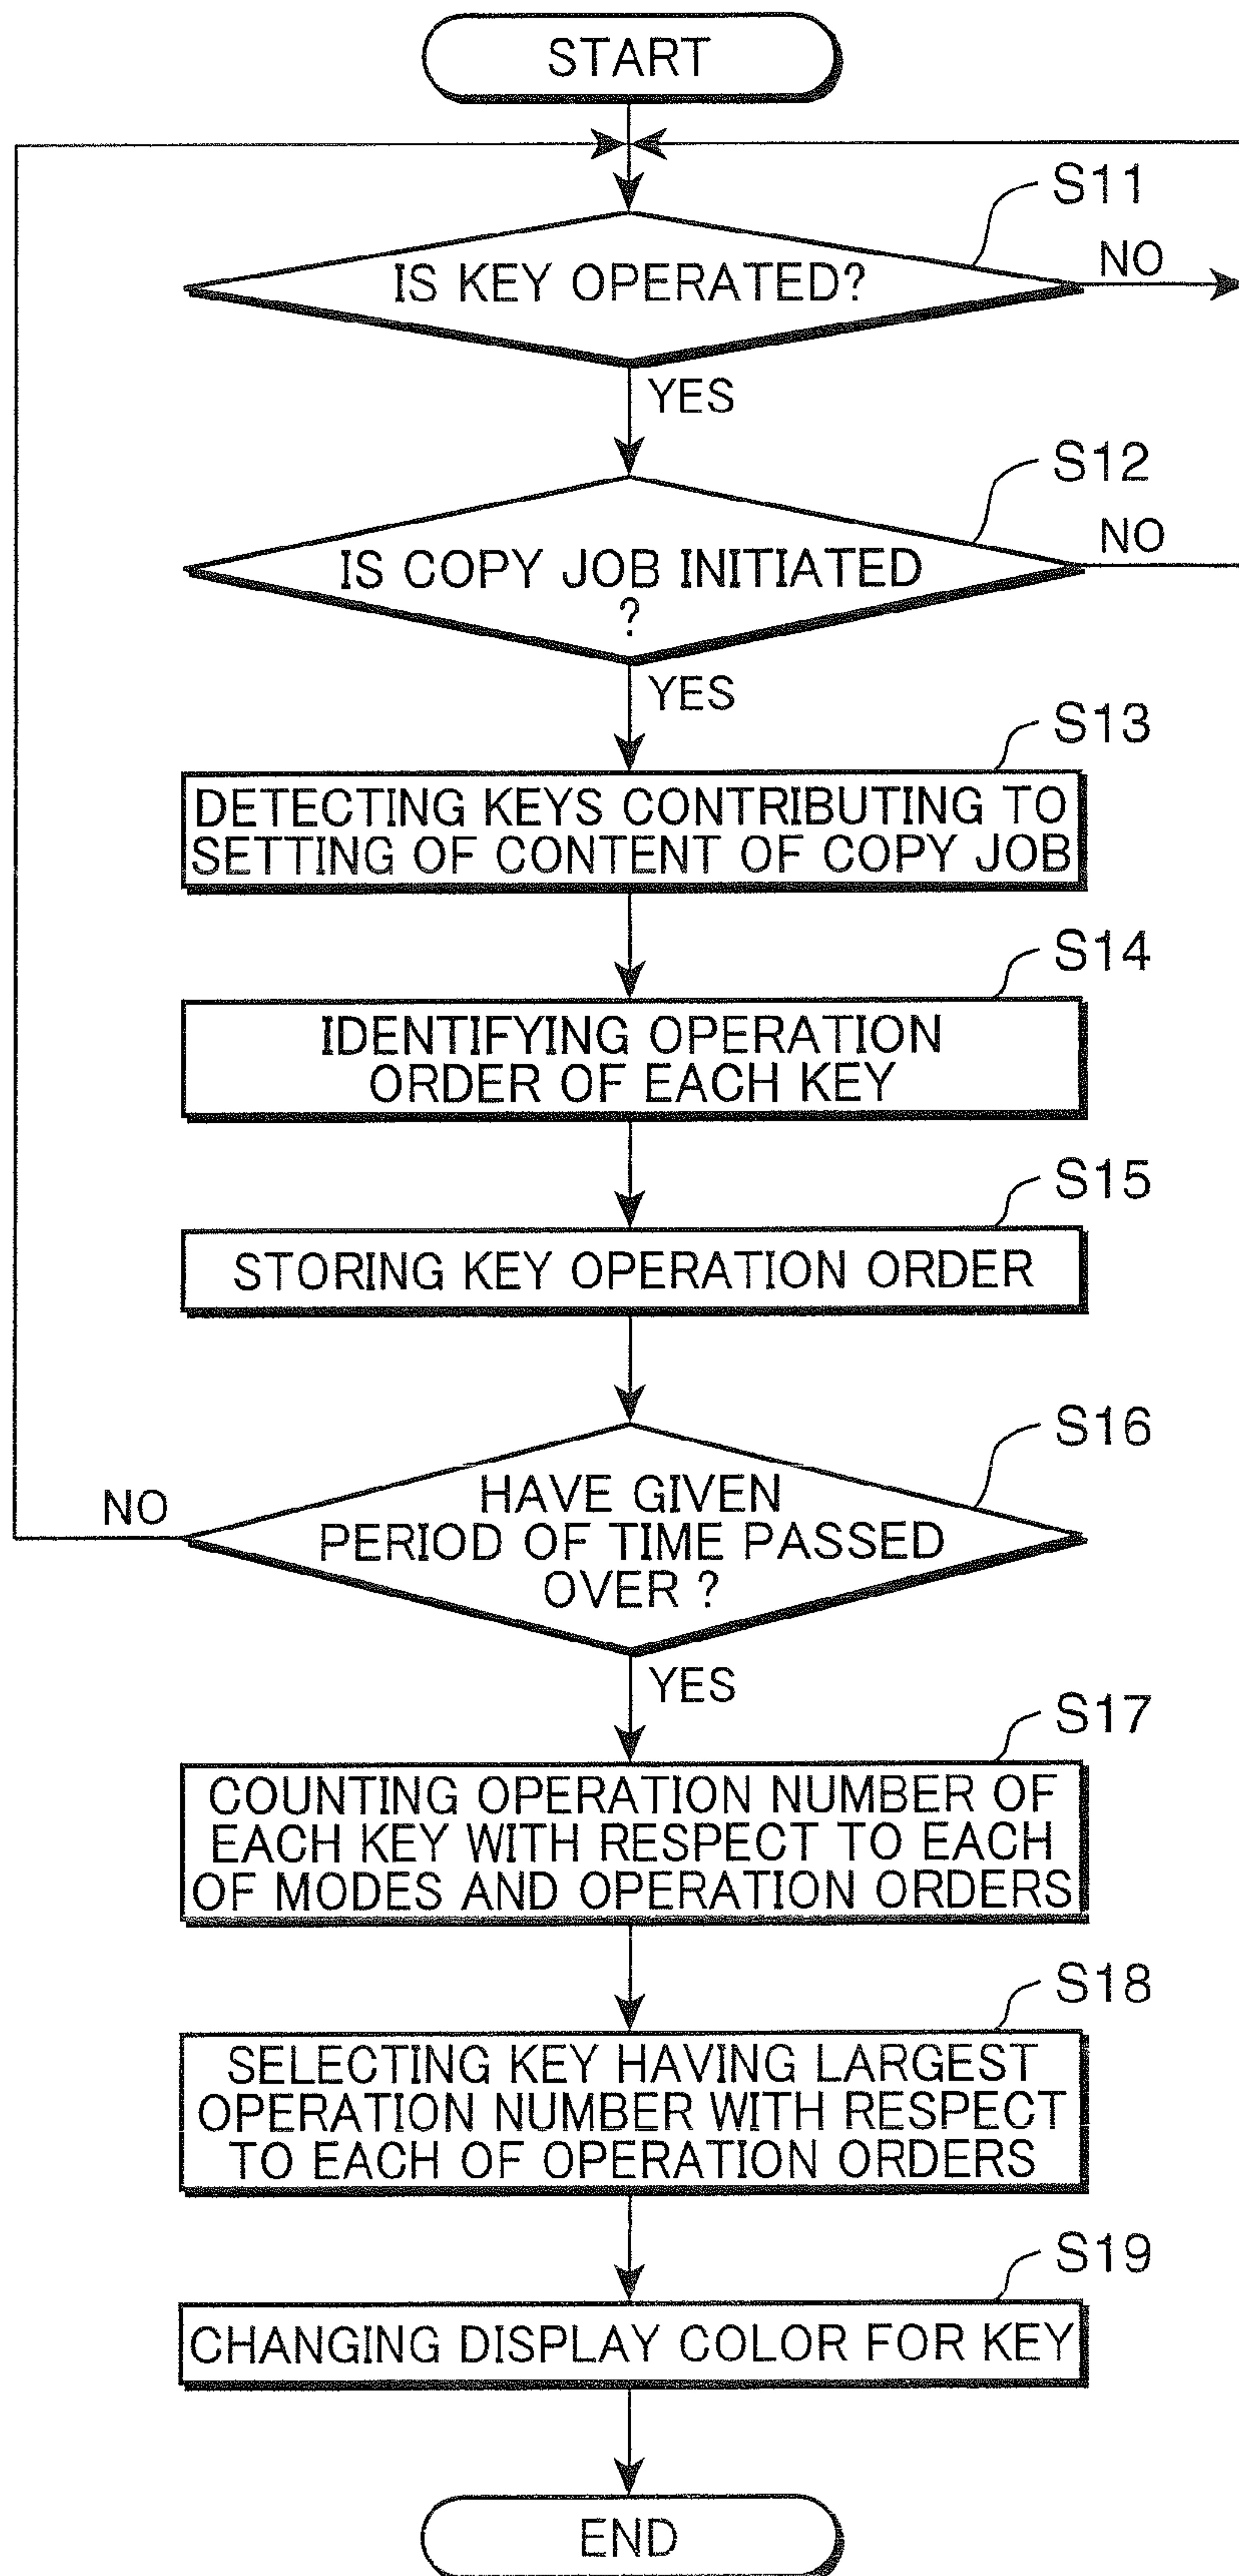 START
S11
IS KEY OPERATED?
NO
YES
S12
IS COPY JOB INITIATED
?
NO
YES
S13
DETECTING KEYS CONTRIBUTING TO
SETTING OF CONTENT OF COPY JOB
S14
IDENTIFYING OPERATION
ORDER OF EACH KEY
S15
STORING KEY OPERATION ORDER
S16
HAVE GIVEN
PERIOD OF TIME PASSED
OVER ?
NO
YES
S17
COUNTING OPERATION NUMBER OF
EACH KEY WITH RESPECT TO EACH
OF MODES AND OPERATION ORDERS
S18
SELECTING KEY HAVING LARGEST
OPERATION NUMBER WITH RESPECT
TO EACH OF OPERATION ORDERS
S19
CHANGING DISPLAY COLOR FOR KEY
END